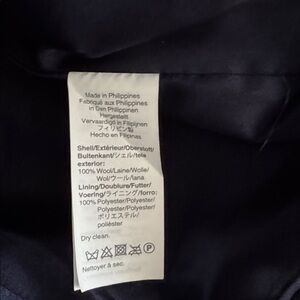 Made in Philippines
Fabriqué aux Philippines
In Den Philippinen
Hergestellt
Vervaardigd in Filipijnen
フィリピン製
Hecho en Filipinas
Shell/Extérieur/Oberstoff/
Buitenkant/シェル/tela
exterior:
100% Wool/Laine/Wolle/
Wol/ウール/lana
Lining/Doublure/Futter/
Voering/ライニング/forro:
100% Polyester/Polyester/
Polyester/Polyester/
ポリエステル/
poliéster
Dry clean.
P
Nettoyer à sec.